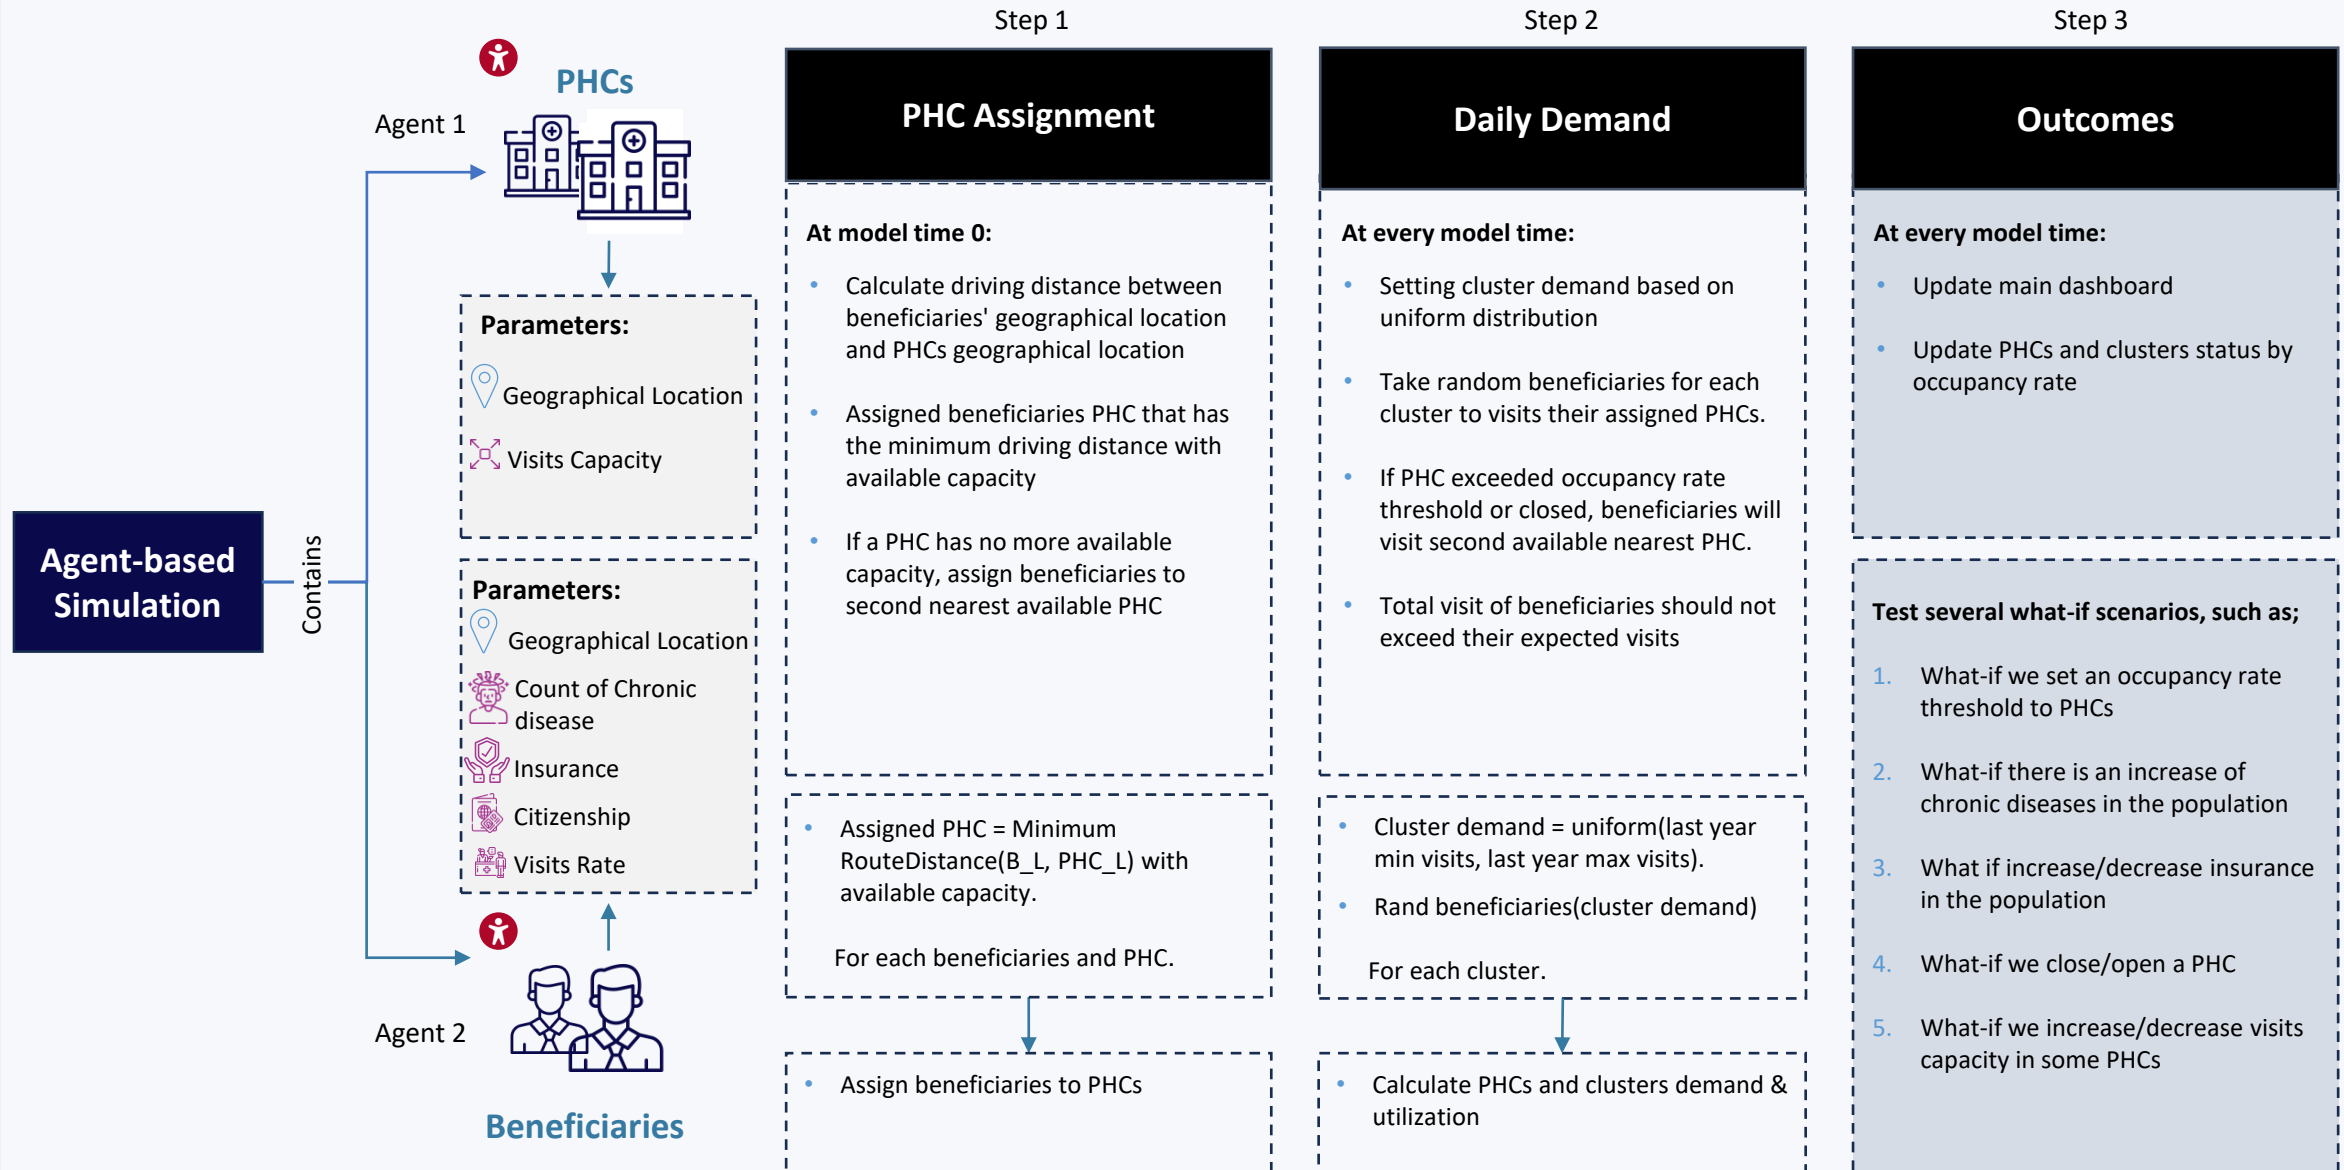 Agent-based
Simulation
Contains
Agent 1
PHCs
Parameters:
Geographical Location
Visits Capacity
Parameters:
Geographical Location
Count of Chronic
disease
Insurance
Citizenship
Visits Rate
Agent 2
Beneficiaries
Step 1
PHC Assignment
At model time 0:
• Calculate driving distance between
beneficiaries' geographical location
and PHCs geographical location
• Assigned beneficiaries PHC that has
the minimum driving distance with
available capacity
• If a PHC has no more available
capacity, assign beneficiaries to
second nearest available PHC
• Assigned PHC = Minimum
RouteDistance(B_L, PHC_L) with
available capacity.
For each beneficiaries and PHC.
• Assign beneficiaries to PHCs
Step 2
Daily Demand
At every model time:
• Setting cluster demand based on
uniform distribution
• Take random beneficiaries for each
cluster to visits their assigned PHCs.
• If PHC exceeded occupancy rate
threshold or closed, beneficiaries will
visit second available nearest PHC.
• Total visit of beneficiaries should not
exceed their expected visits
• Cluster demand = uniform(last year
min visits, last year max visits).
• Rand beneficiaries(cluster demand)
For each cluster.
• Calculate PHCs and clusters demand &
utilization
Step 3
Outcomes
At every model time:
• Update main dashboard
• Update PHCs and clusters status by
occupancy rate
Test several what-if scenarios, such as;
1. What-if we set an occupancy rate
threshold to PHCs
2. What-if there is an increase of
chronic diseases in the population
3. What if increase/decrease insurance
in the population
4. What-if we close/open a PHC
5. What-if we increase/decrease visits
capacity in some PHCs